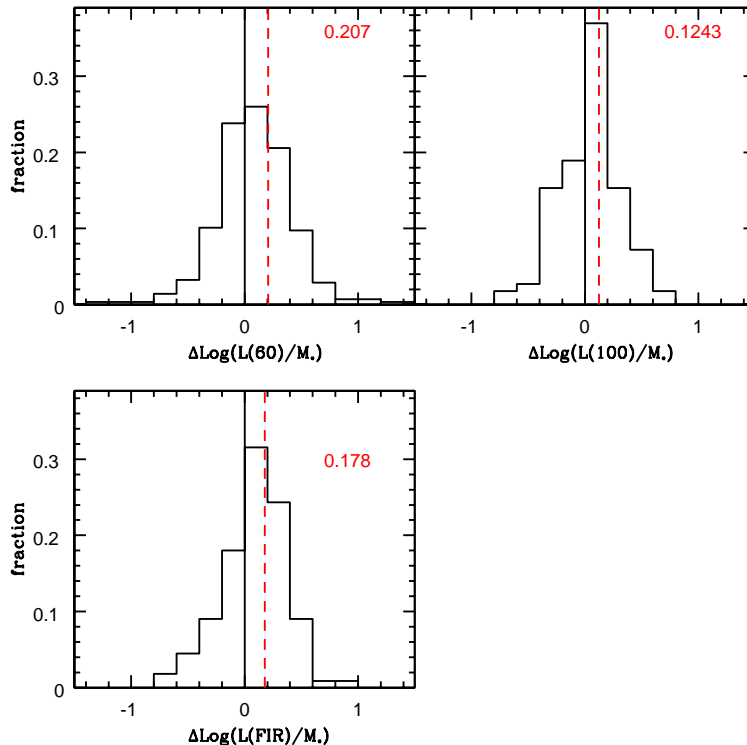 0.207
0.1243
0.3
0.2
0.1
0
fraction
-1 0 1
-1 0 1
ΔLog(L(60)/M*)
ΔLog(L(100)/M*)
0.178
0.3
0.2
0.1
0
fraction
-1 0 1
ΔLog(L(FIR)/M*)